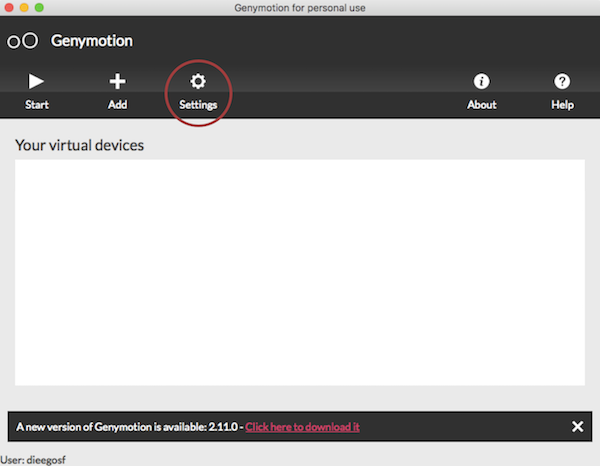 Genymotion for personal use
Genymotion
Start Add Settings About Help
Your virtual devices
A new version of Genymotion is available: 2.11.0 - Click here to download it
User: dieegosf